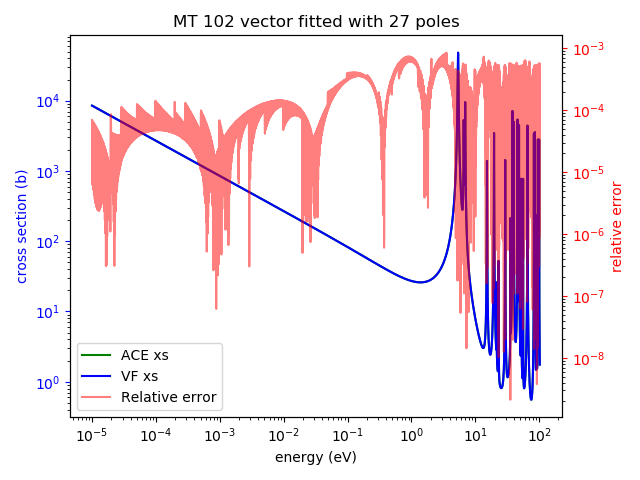 MT 102 vector fitted with 27 poles
cross section (b)
10⁴
10³
10²
10¹
10⁰
10⁻³
10⁻⁴
10⁻⁵
10⁻⁶
10⁻⁷
10⁻⁸
relative error
ACE xs
VF xs
Relative error
10⁻⁵ 10⁻⁴ 10⁻³ 10⁻² 10⁻¹ 10⁰ 10¹ 10²
energy (eV)